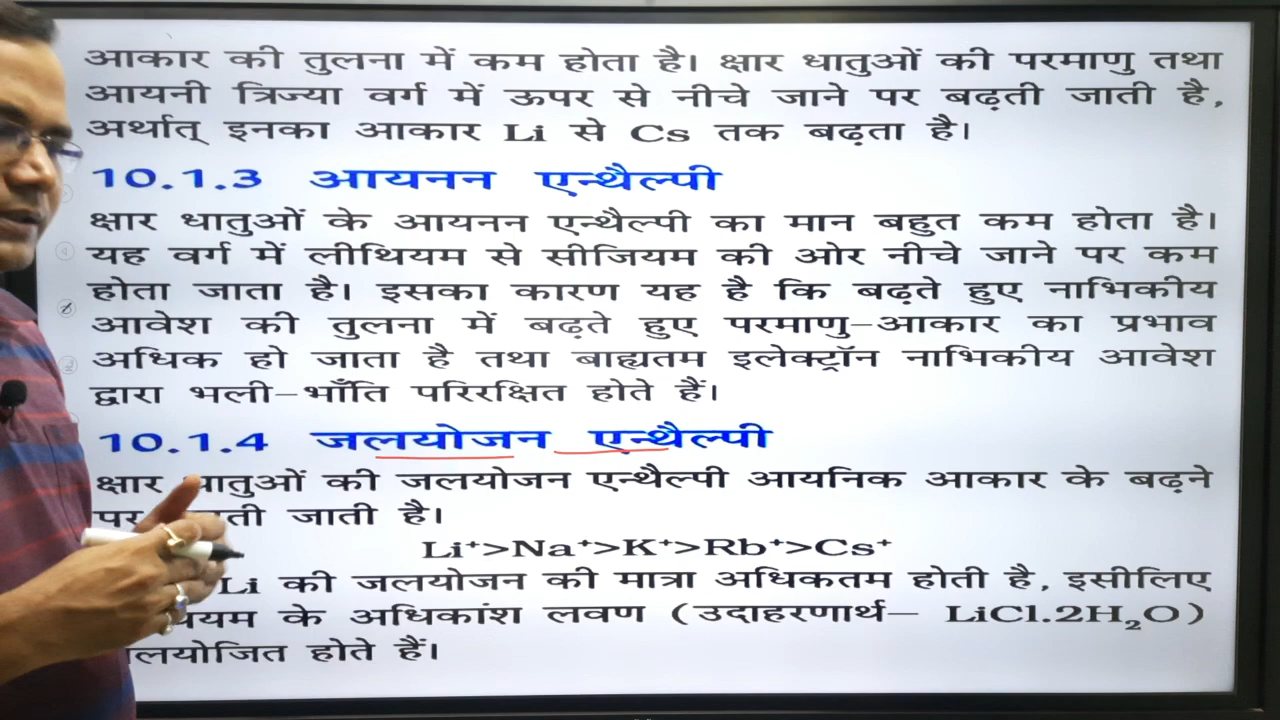 आकार की तुलना में कम होता है। क्षार धातुओं की परमाणु तथा
आयनी त्रिज्या वर्ग में ऊपर से नीचे जाने पर बढ़ती जाती है,
अर्थात् इनका आकार Li से Cs तक बढ़ता है।
10.1.3 आयनन एन्थैल्पी
क्षार धातुओं के आयनन एन्थैल्पी का मान बहुत कम होता है।
यह वर्ग में लीथियम से सीजियम की ओर नीचे जाने पर कम
होता जाता है। इसका कारण यह है कि बढ़ते हुए नाभिकीय
आवेश की तुलना में बढ़ते हुए परमाणु-आकार का प्रभाव
अधिक हो जाता है तथा बाह्यतम इलेक्ट्रॉन नाभिकीय आवेश
द्वारा भली-भाँति परिरक्षित होते हैं।
10.1.4 जलयोजन एन्थैल्पी
क्षार धातुओं की जलयोजन एन्थैल्पी आयनिक आकार के बढ़ने
पर जाती है।
Li⁺>Na⁺>K⁺>Rb⁺>Cs⁺
Li की जलयोजन की मात्रा अधिकतम होती है, इसीलिए
के अधिकांश लवण (उदाहरणार्थ– LiCl.2H₂O)
होते हैं।